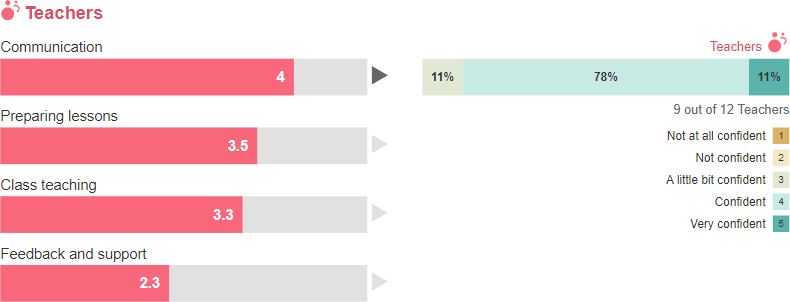 Teachers
Communication
4
Preparing lessons
3.5
Class teaching
3.3
Feedback and support
2.3
Teachers
11% 78% 11%
9 out of 12 Teachers
Not at all confident 1
Not confident 2
A little bit confident 3
Confident 4
Very confident 5